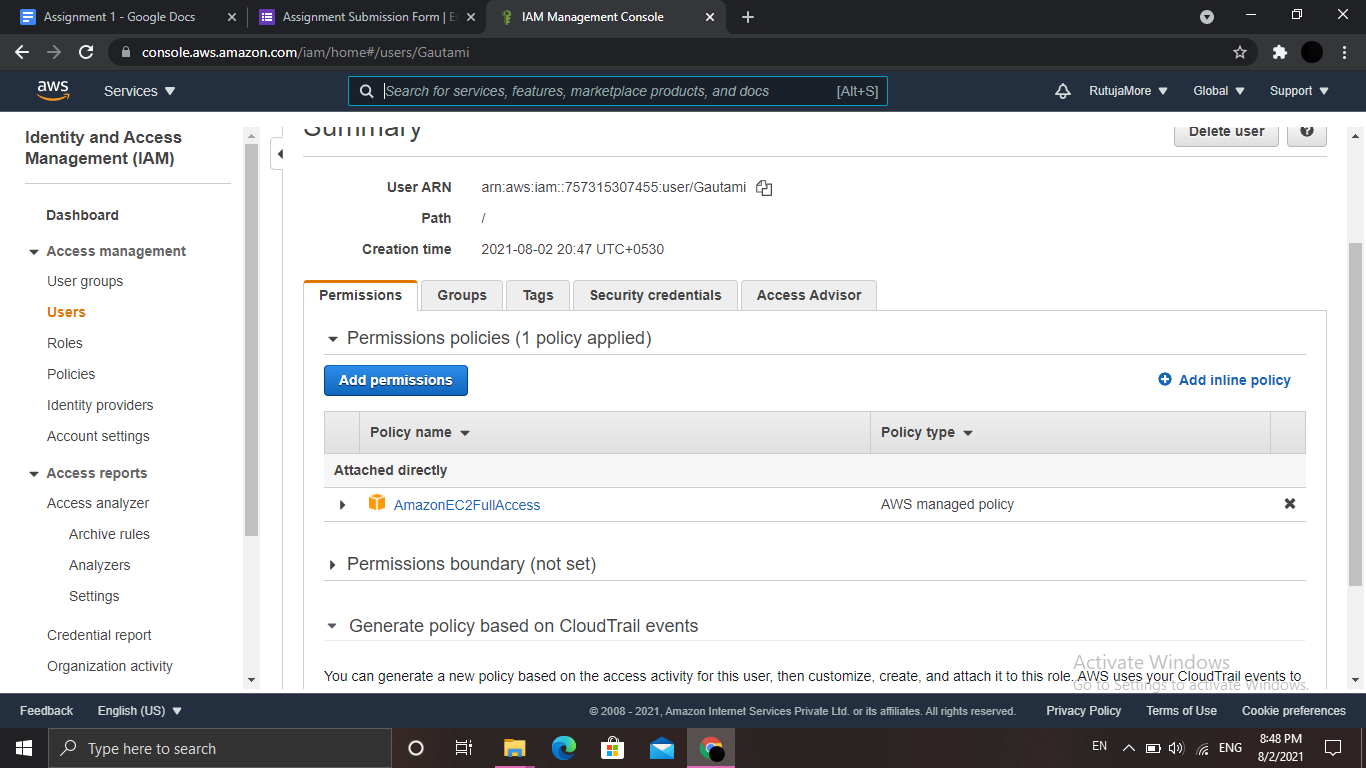 Assignment 1 - Google Docs
Assignment Submission Form | Es
IAM Management Console
console.aws.amazon.com/iam/home#/users/Gautami
aws
Services
Search for services, features, marketplace products, and docs
[Alt+S]
RutujaMore
Global
Support
Identity and Access
Management (IAM)
Dashboard
Access management
User groups
Users
Roles
Policies
Identity providers
Account settings
Access reports
Access analyzer
Archive rules
Analyzers
Settings
Credential report
Organization activity
Summary
Delete user
User ARN arn:aws:iam::757315307455:user/Gautami
Path /
Creation time 2021-08-02 20:47 UTC+0530
Permissions Groups Tags Security credentials Access Advisor
Permissions policies (1 policy applied)
Add permissions
Add inline policy
Policy name Policy type
Attached directly
AmazonEC2FullAccess AWS managed policy
Permissions boundary (not set)
Generate policy based on CloudTrail events
You can generate a new policy based on the access activity for this user, then customize, create, and attach it to this role. AWS uses your CloudTrail events to
Activate Windows
Go to Settings to activate Windows.
Feedback
English (US)
© 2008 - 2021, Amazon Internet Services Private Ltd. or its affiliates. All rights reserved.
Privacy Policy
Terms of Use
Cookie preferences
Type here to search
EN
ENG
8:48 PM
8/2/2021